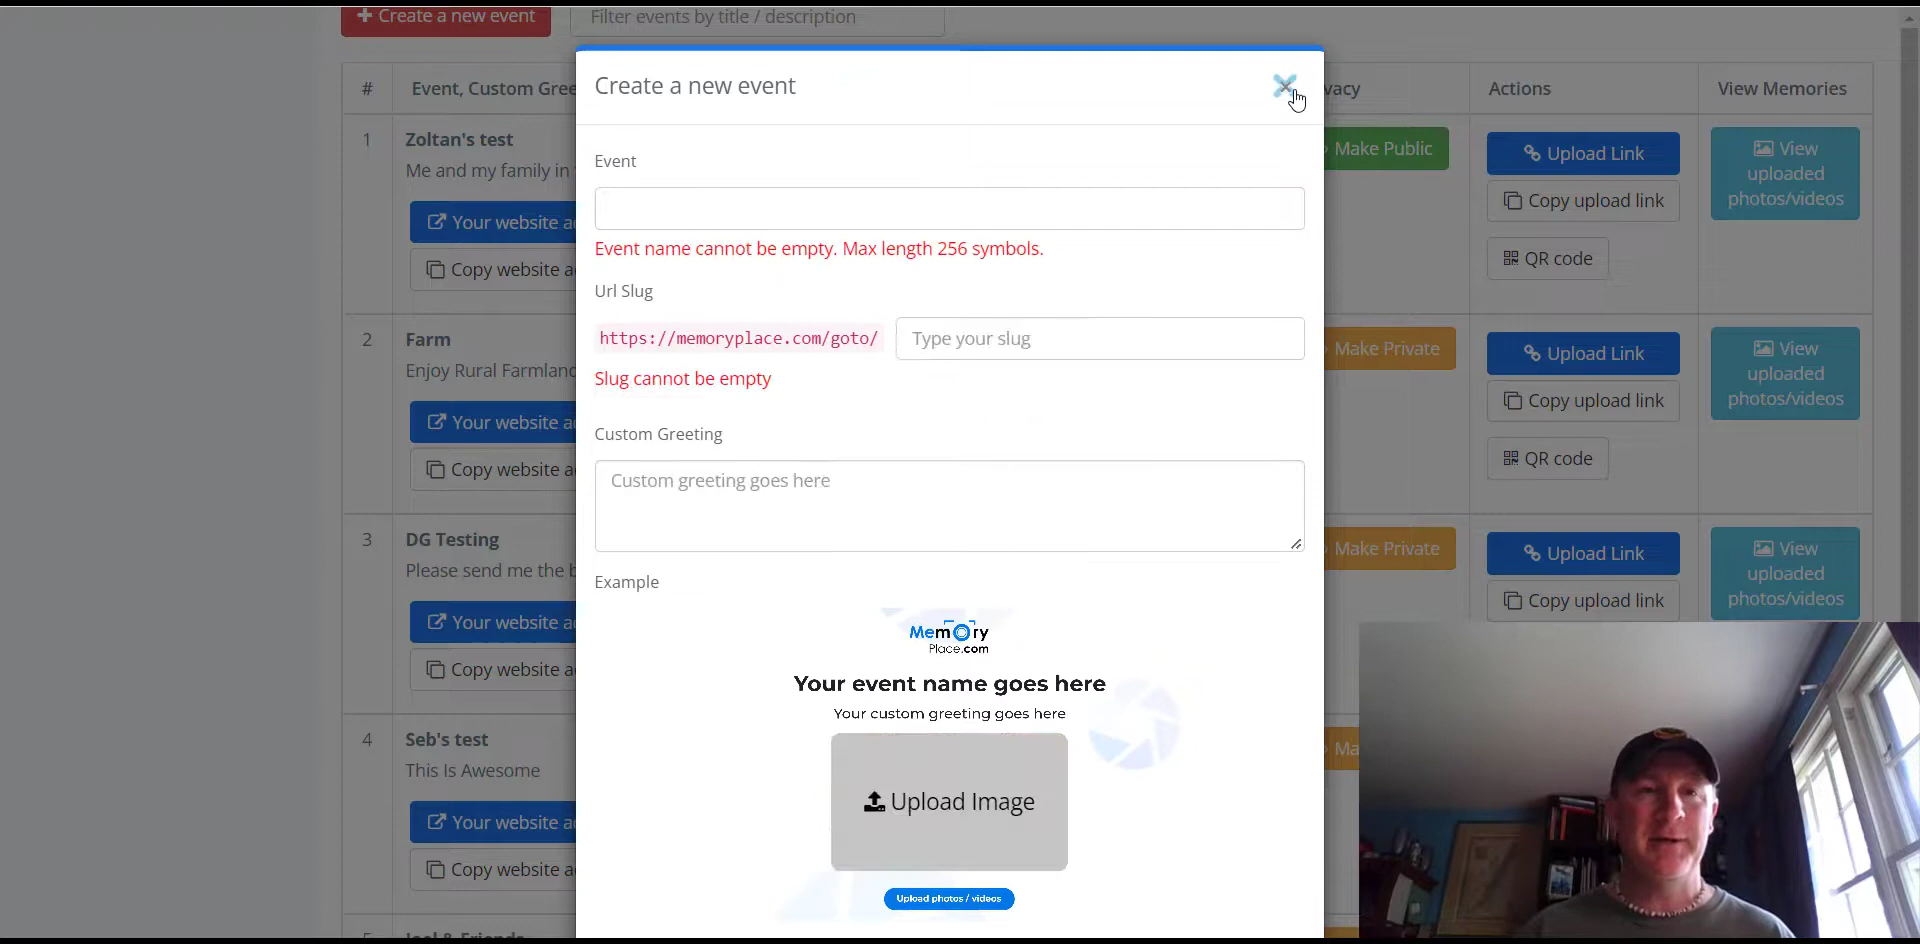 Create a new event
Filter events by title / description
# Event, Custom Gree
vacy
Actions
View Memories
1
Zoltan's test
Me and my family in
Your website a
Copy website a
Make Public
Upload Link
Copy upload link
QR code
View
uploaded
photos/videos
2
Farm
Enjoy Rural Farmlan
Your website a
Copy website a
Make Private
Upload Link
Copy upload link
QR code
View
uploaded
photos/videos
3
DG Testing
Please send me the b
Your website a
Copy website a
Make Private
Upload Link
Copy upload link
View
uploaded
photos/videos
4
Seb's test
This Is Awesome
Your website a
Copy website a
Ma
Create a new event
Event
Event name cannot be empty. Max length 256 symbols.
Url Slug
https://memoryplace.com/goto/
Type your slug
Slug cannot be empty
Custom Greeting
Custom greeting goes here
Example
Memory
Place.com
Your event name goes here
Your custom greeting goes here
Upload Image
Upload photos / videos